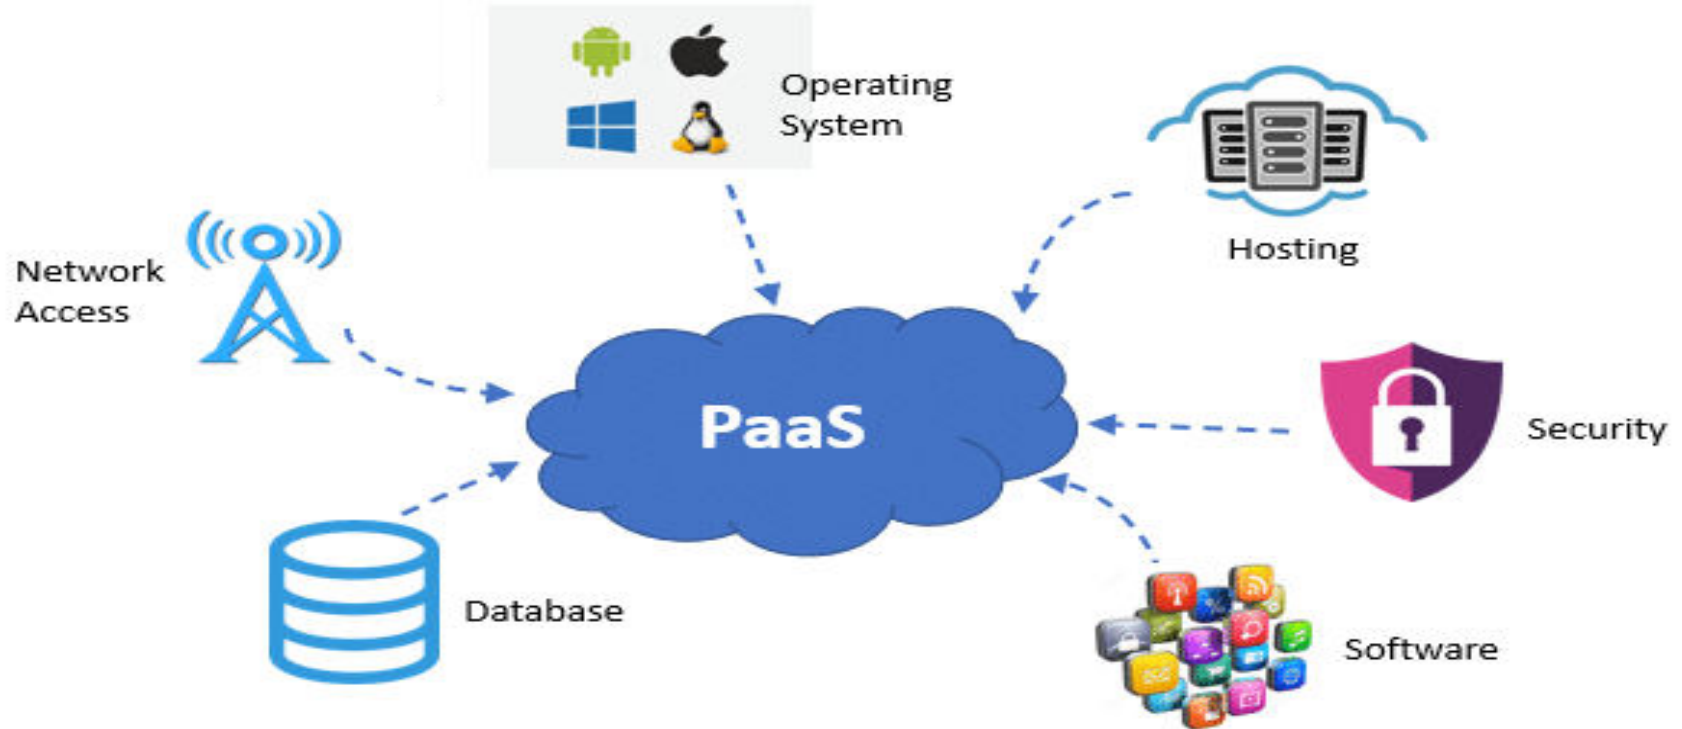 Operating
System
Hosting
Network
Access
PaaS
Security
Database
Software